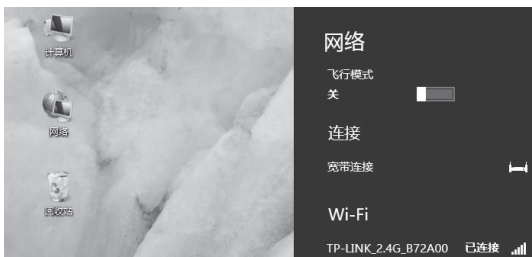 计算机
网络
回收站
网络
飞行模式
关
连接
宽带连接
Wi-Fi
TP-LINK_2.4G_B72A00 已连接